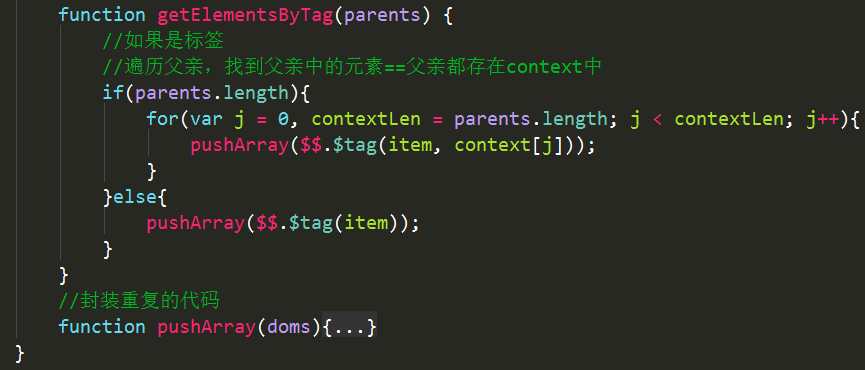 function getElementsByTag(parents) {
//如果是标签
//遍历父亲，找到父亲中的元素==父亲都存在context中
if(parents.length){
for(var j = 0, contextLen = parents.length; j < contextLen; j++){
pushArray($$.$tag(item, context[j]));
}
}else{
pushArray($$.$tag(item));
}
}
//封装重复的代码
function pushArray(doms){...}
}